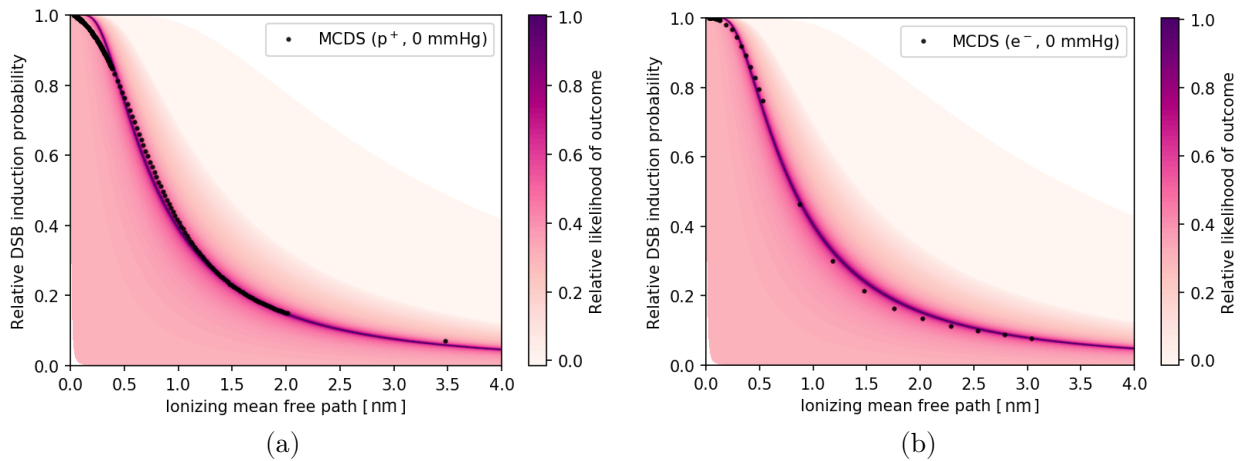 MCDS (p⁺, 0 mmHg)
Relative DSB induction probability
1.0
0.8
0.6
0.4
0.2
0.0
0.0 0.5 1.0 1.5 2.0 2.5 3.0 3.5 4.0
Ionizing mean free path [nm]
1.0
0.8
0.6
0.4
0.2
0.0
Relative likelihood of outcome
(a)
MCDS (e⁻, 0 mmHg)
Relative DSB induction probability
1.0
0.8
0.6
0.4
0.2
0.0
0.0 0.5 1.0 1.5 2.0 2.5 3.0 3.5 4.0
Ionizing mean free path [nm]
1.0
0.8
0.6
0.4
0.2
0.0
Relative likelihood of outcome
(b)